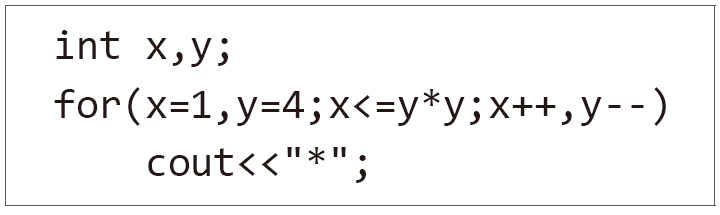 int x,y;
for(x=1,y=4;x<=y*y;x++,y--)
    cout<<"*";